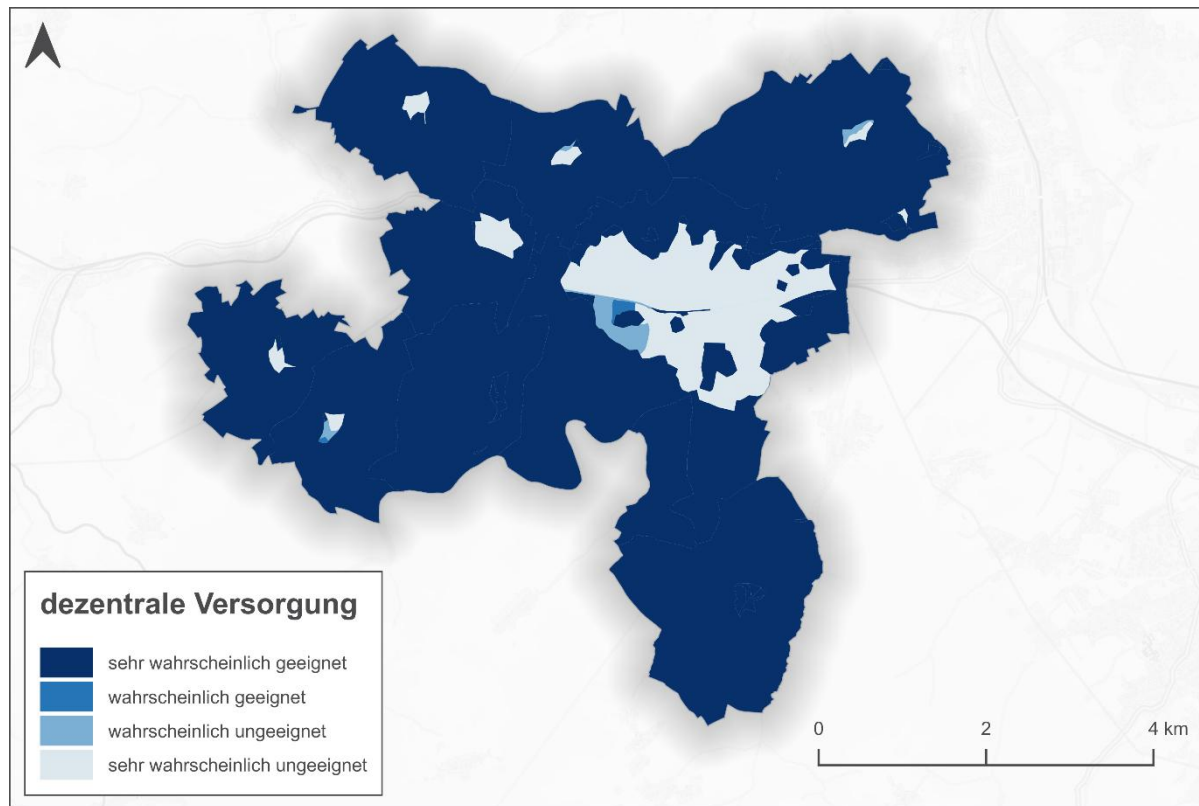 dezentrale Versorgung
sehr wahrscheinlich geeignet
wahrscheinlich geeignet
wahrscheinlich ungeeignet
sehr wahrscheinlich ungeeignet
0 2 4 km